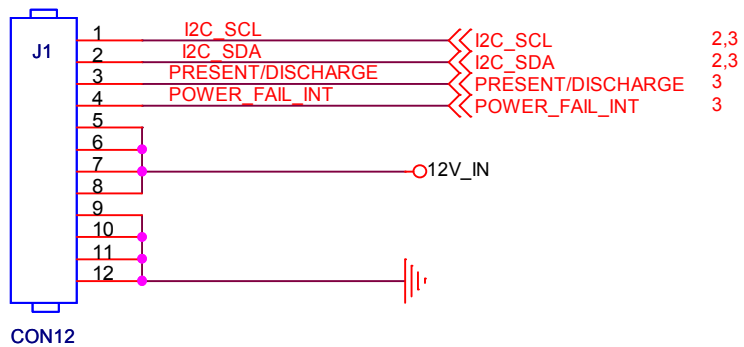 1 I2C_SCL I2C_SCL 2,3
J1
2 I2C_SDA I2C_SDA 2,3
3 PRESENT/DISCHARGE PRESENT/DISCHARGE 3
4 POWER_FAIL_INT POWER_FAIL_INT 3
5
6
7 12V_IN
8
9
10
11
12
CON12